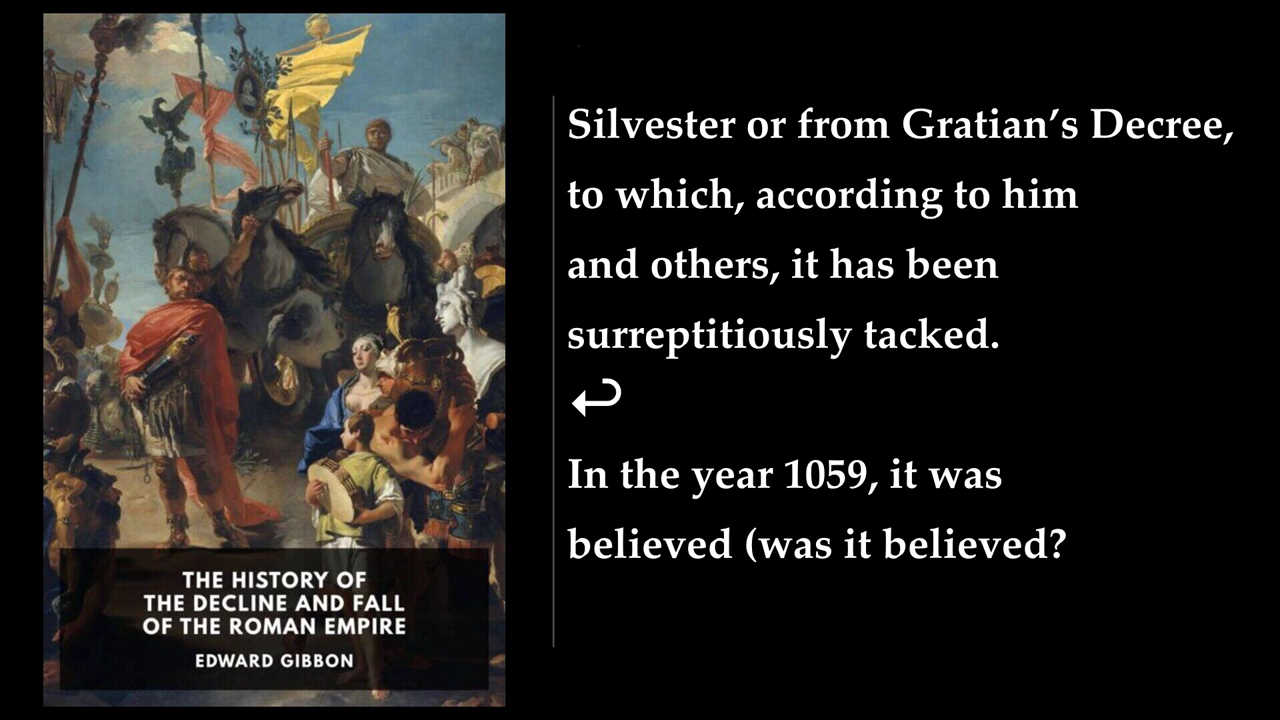 Silvester or from Gratian’s Decree,
to which, according to him
and others, it has been
surreptitiously tacked.
↩
In the year 1059, it was
believed (was it believed?
THE HISTORY OF
THE DECLINE AND FALL
OF THE ROMAN EMPIRE
EDWARD GIBBON